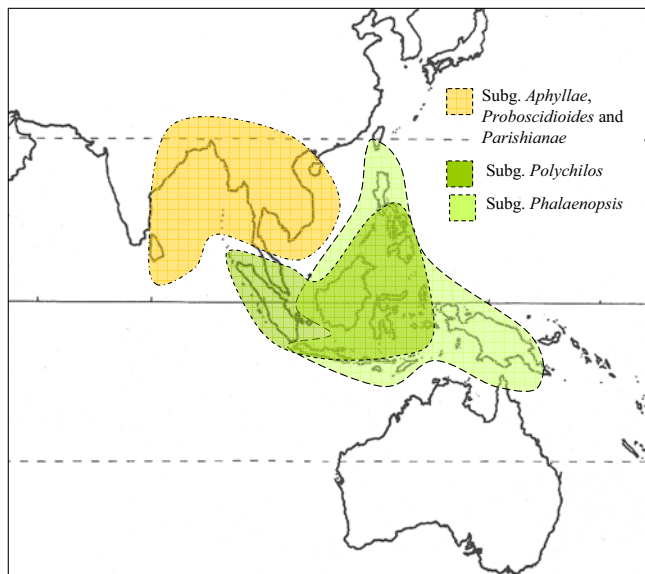 Subg. Aphyllae,
Proboscidioides and
Parishianae
Subg. Polychilos
Subg. Phalaenopsis